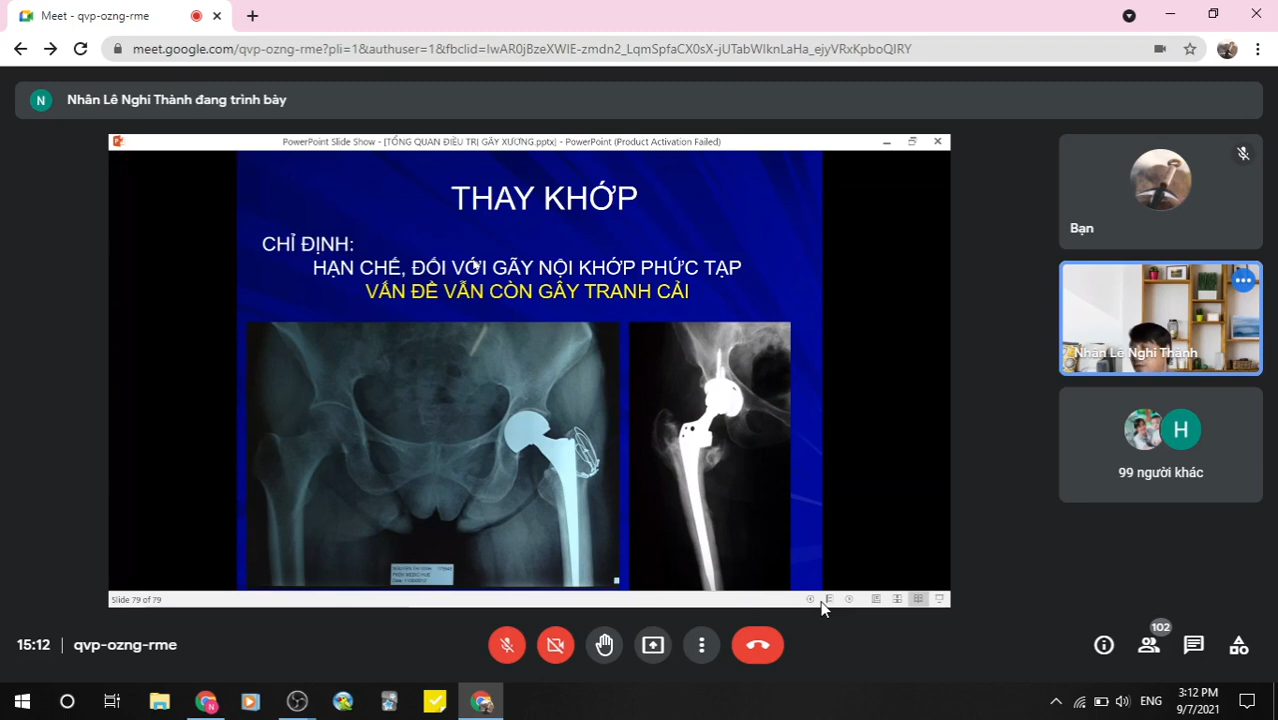 Meet - qvp-ozng-rme
meet.google.com/qvp-ozng-rme?pli=1&authuser=1&fbclid=IwAR0jBzeXWIE-zmdn2_LqmSpfaCX0sX-jUTabWIknLaHa_ejyVRxKpboQIRY
N Nhân Lê Nghi Thành đang trình bày
PowerPoint Slide Show - [TỔNG QUAN ĐIỀU TRỊ GÃY XƯƠNG.pptx] - PowerPoint (Product Activation Failed)
THAY KHỚP
CHỈ ĐỊNH:
HẠN CHẾ, ĐỐI VỚI GÃY NỘI KHỚP PHỨC TẠP
VẤN ĐỀ VẪN CÒN GÂY TRANH CÃI
Slide 79 of 79
Bạn
Nhân Lê Nghi Thành
H
99 người khác
15:12 qvp-ozng-rme
102
ENG
3:12 PM
9/7/2021